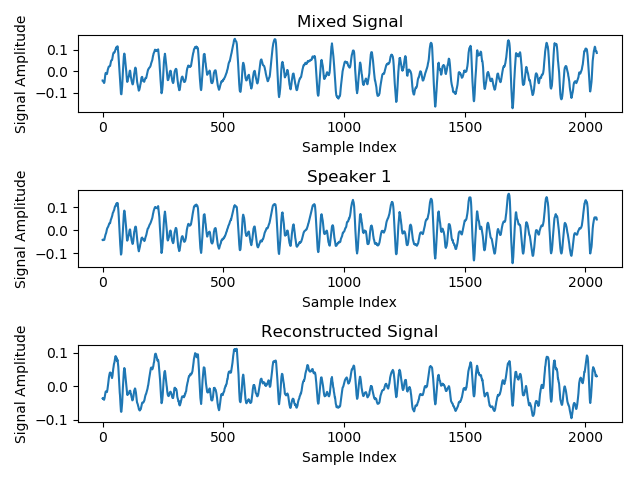 Mixed Signal
Signal Amplitude
0.1
0.0
−0.1
0 500 1000 1500 2000
Sample Index
Speaker 1
Signal Amplitude
0.1
0.0
−0.1
0 500 1000 1500 2000
Sample Index
Reconstructed Signal
Signal Amplitude
0.1
0.0
−0.1
0 500 1000 1500 2000
Sample Index